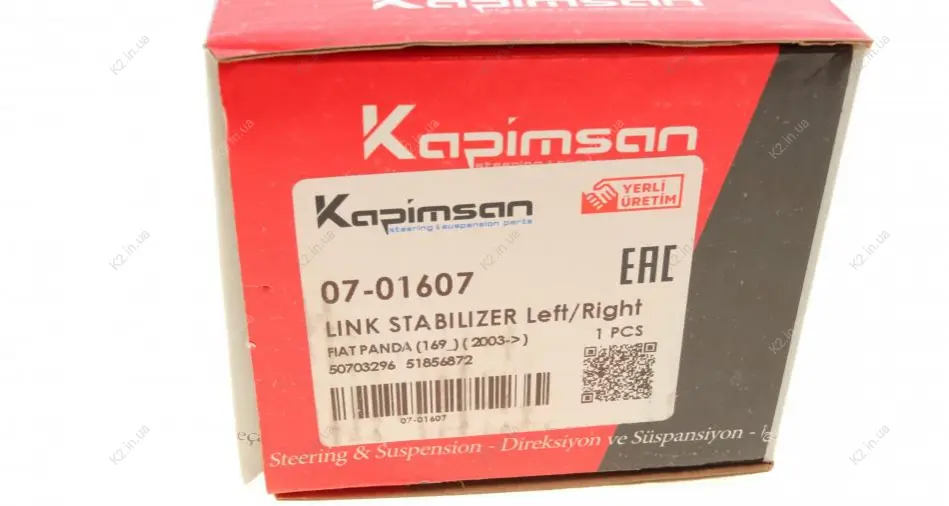 Kapimsan
Kapimsan
steering & suspension parts
YERLİ
ÜRETİM
07-01607
EAC
LINK STABILIZER Left/Right
1 PCS
FIAT PANDA (169_) ( 2003-> )
50703296 51856872
07-01607
Steering & Suspension - Direksiyon ve Süspansiyon -
K2.in.ua